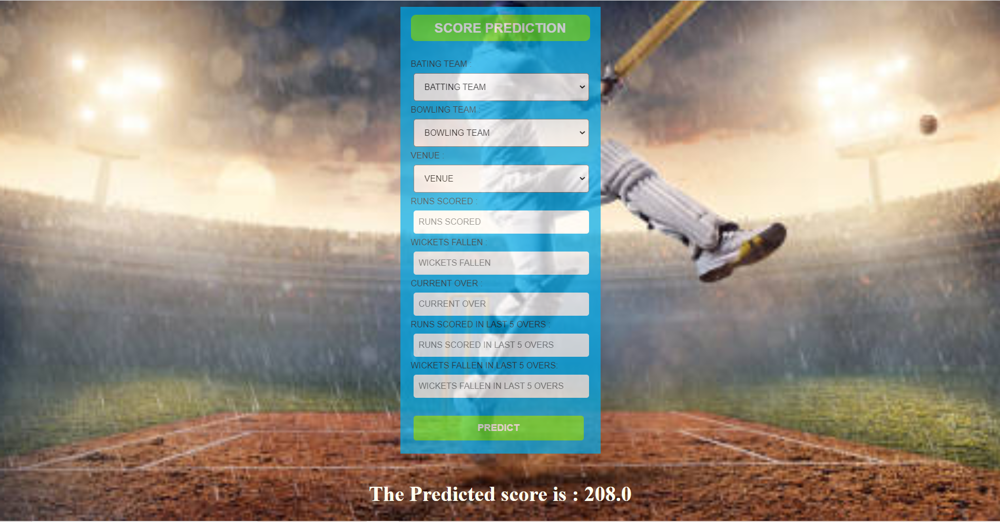 SCORE PREDICTION
BATING TEAM :
BATTING TEAM
BOWLING TEAM :
BOWLING TEAM
VENUE :
VENUE
RUNS SCORED :
RUNS SCORED
WICKETS FALLEN :
WICKETS FALLEN
CURRENT OVER :
CURRENT OVER
RUNS SCORED IN LAST 5 OVERS :
RUNS SCORED IN LAST 5 OVERS
WICKETS FALLEN IN LAST 5 OVERS:
WICKETS FALLEN IN LAST 5 OVERS
PREDICT
The Predicted score is : 208.0